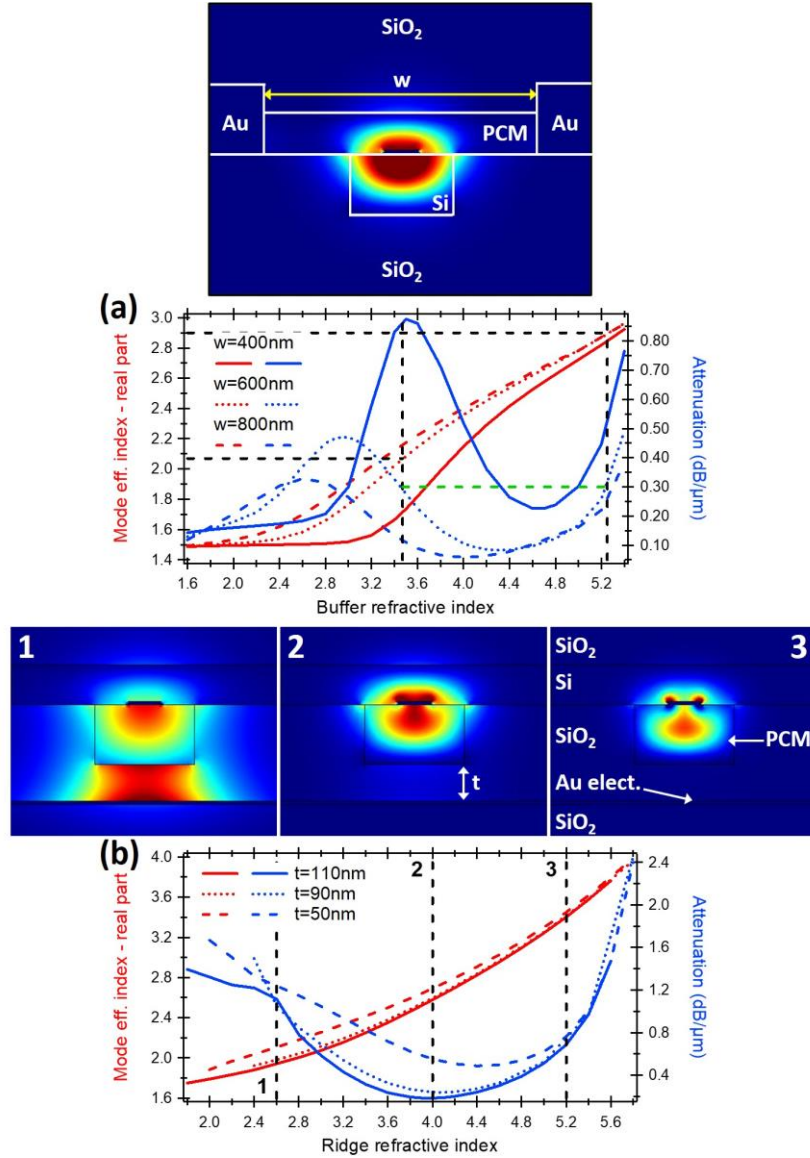 SiO2
w
Au
PCM
Au
Si
SiO2
(a)
Mode eff. index - real part
3.0
2.8
2.6
2.4
2.2
2.0
1.8
1.6
1.4
w=400nm
w=600nm
w=800nm
0.80
0.70
0.60
0.50
0.40
0.30
0.20
0.10
Attenuation (dB/μm)
1.6 2.0 2.4 2.8 3.2 3.6 4.0 4.4 4.8 5.2
Buffer refractive index
1
2
t
3
SiO2
Si
SiO2
PCM
Au elect.
SiO2
(b)
Mode eff. index - real part
4.0
3.6
3.2
2.8
2.4
2.0
1.6
t=110nm
t=90nm
t=50nm
2
3
1
2.4
2.0
1.6
1.2
0.8
0.4
Attenuation (dB/μm)
2.0 2.4 2.8 3.2 3.6 4.0 4.4 4.8 5.2 5.6
Ridge refractive index